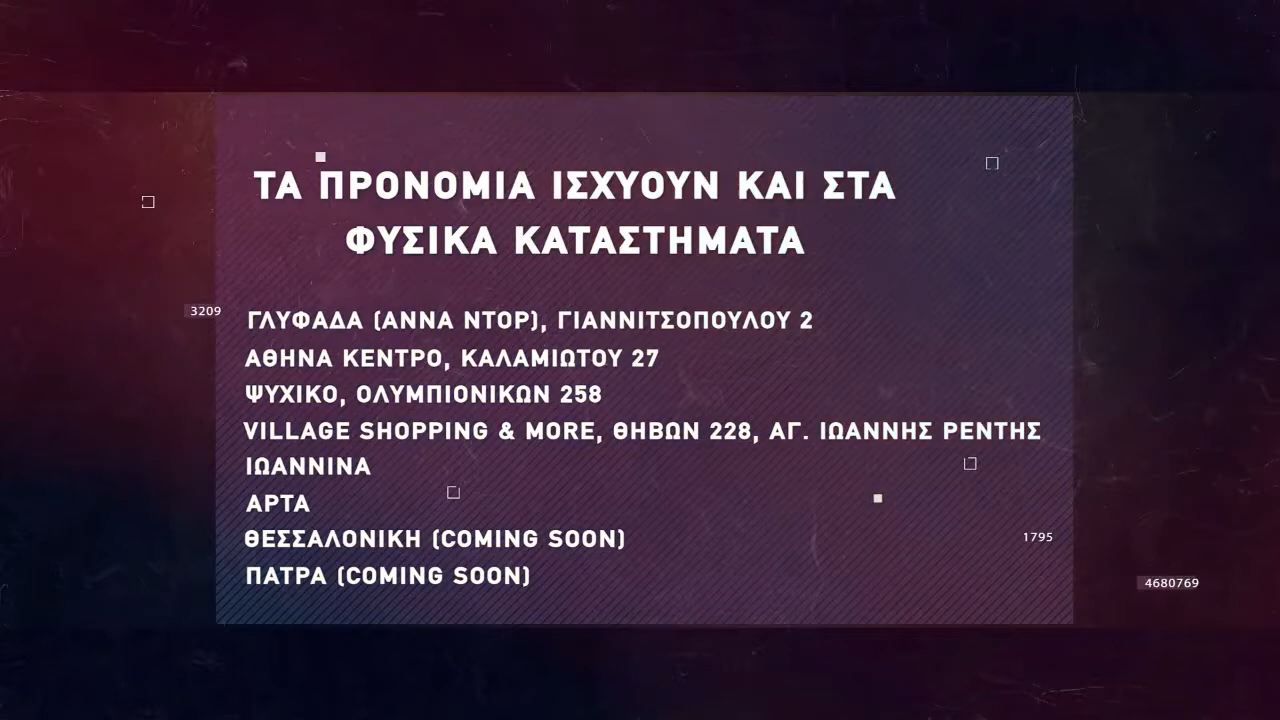 ΤΑ ΠΡΟΝΟΜΙΑ ΙΣΧΥΟΥΝ ΚΑΙ ΣΤΑ
ΦΥΣΙΚΑ ΚΑΤΑΣΤΗΜΑΤΑ
3209
ΓΛΥΦΑΔΑ (ΑΝΝΑ ΝΤΟΡ), ΓΙΑΝΝΙΤΣΟΠΟΥΛΟΥ 2
ΑΘΗΝΑ ΚΕΝΤΡΟ, ΚΑΛΑΜΙΩΤΟΥ 27
ΨΥΧΙΚΟ, ΟΛΥΜΠΙΟΝΙΚΩΝ 258
VILLAGE SHOPPING & MORE, ΘΗΒΩΝ 228, ΑΓ. ΙΩΑΝΝΗΣ ΡΕΝΤΗΣ
ΙΩΑΝΝΙΝΑ
ΑΡΤΑ
ΘΕΣΣΑΛΟΝΙΚΗ (COMING SOON)
1795
ΠΑΤΡΑ (COMING SOON)
4680769